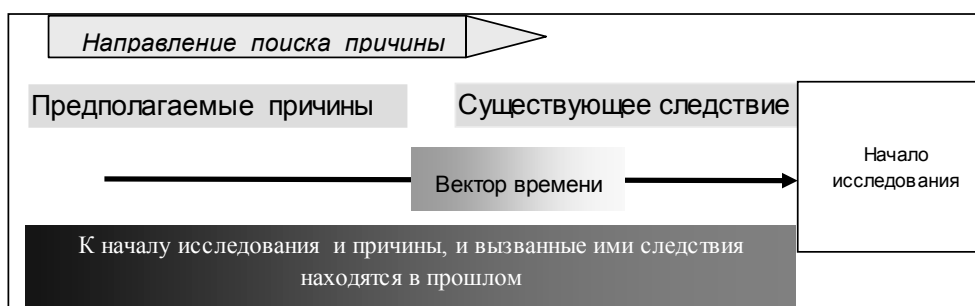 Направление поиска причины
Предполагаемые причины
Существующее следствие
Вектор времени
Начало
исследования
К началу исследования и причины, и вызванные ими следствия
находятся в прошлом